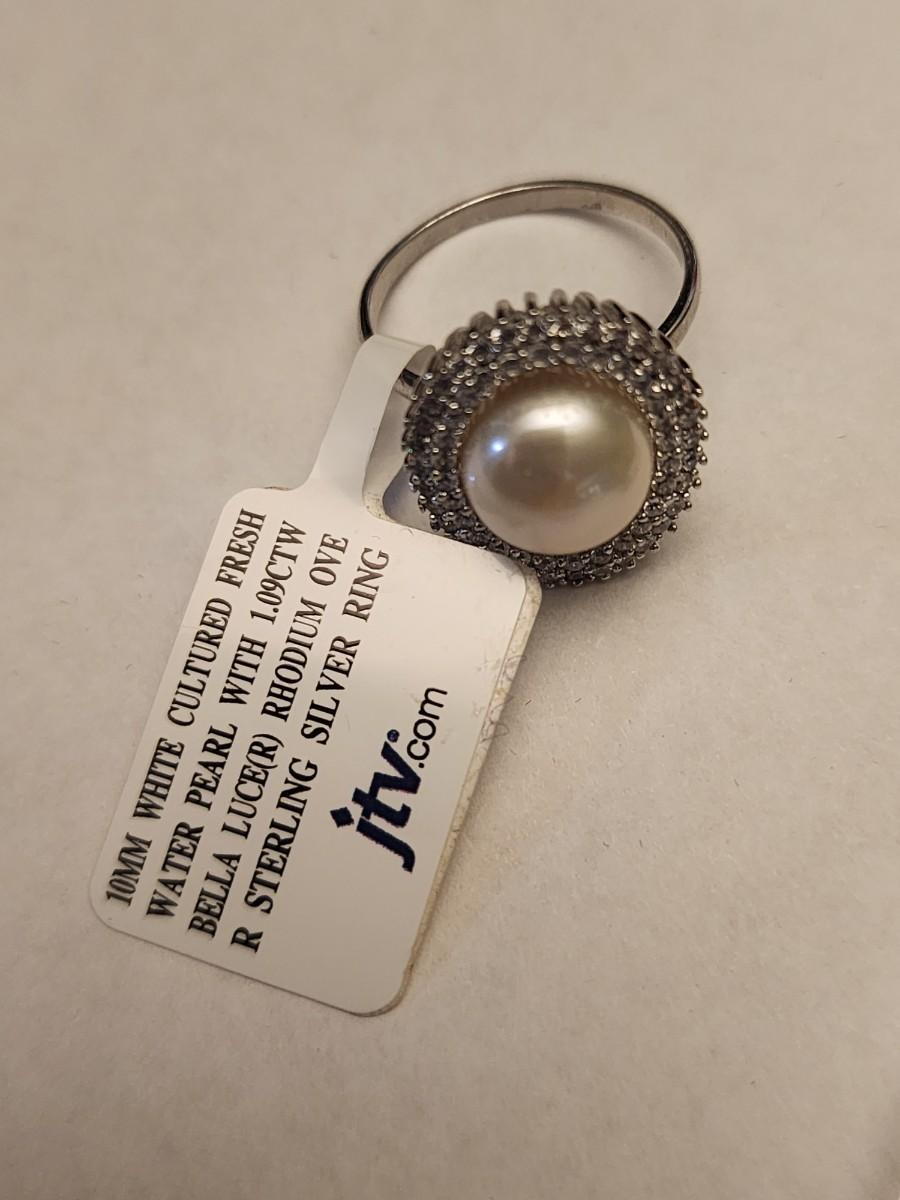 10MM WHITE CULTURED FRESH
WATER PEARL WITH 1.09CTW
BELLA LUCE(R) RHODIUM OVE
R STERLING SILVER RING
jtv.com